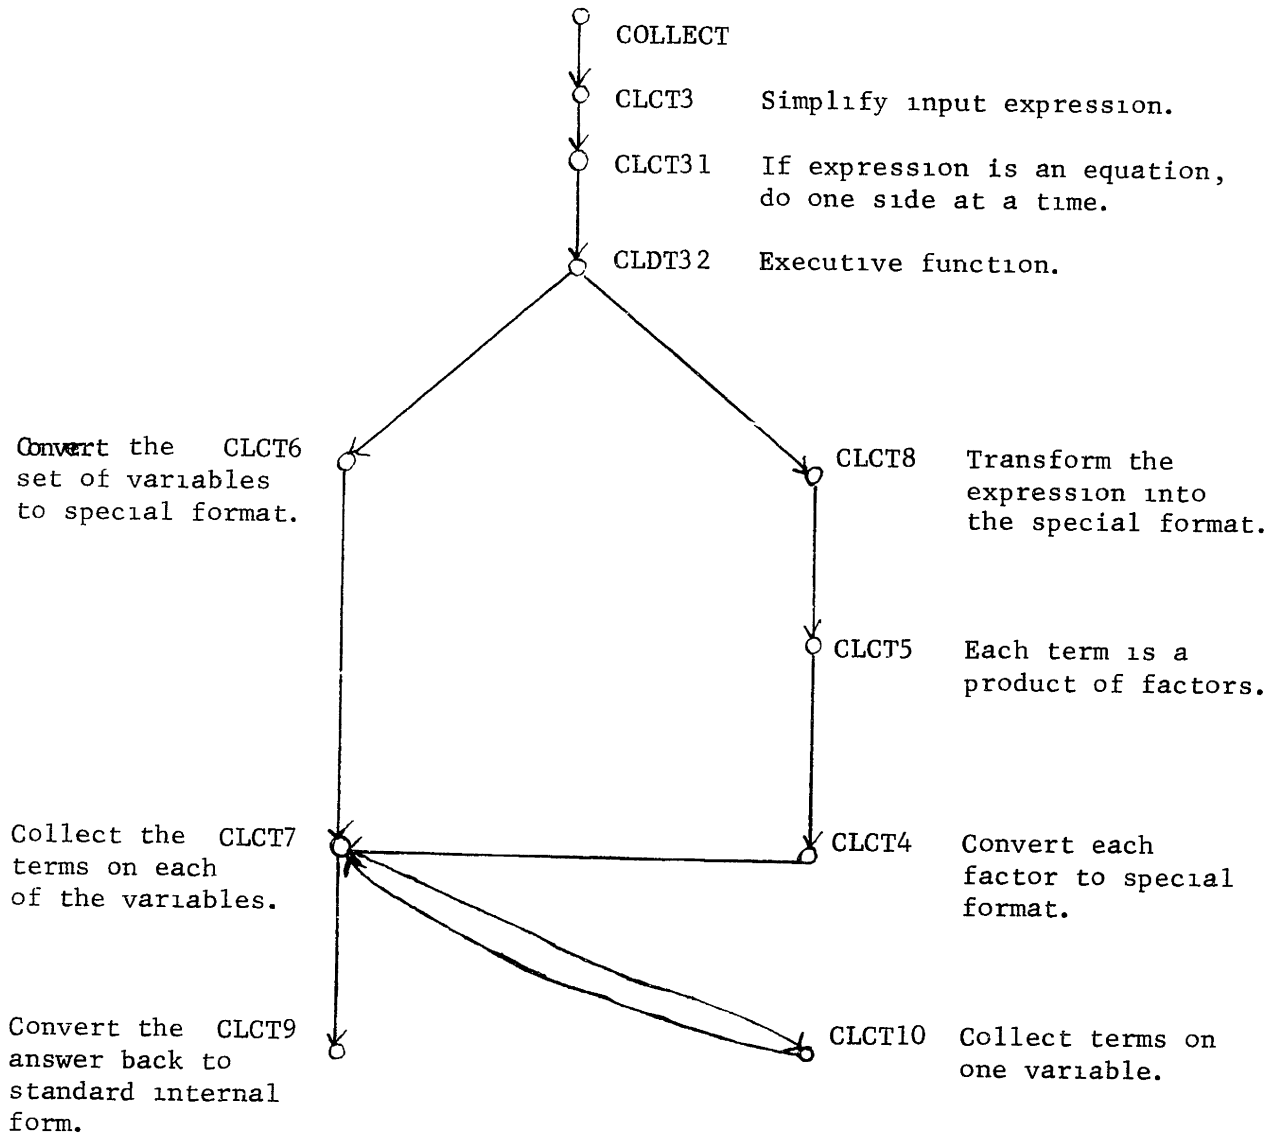 COLLECT
CLCT3 Simplify input expression.
CLCT31 If expression is an equation,
do one side at a time.
CLDT32 Executive function.
Convert the CLCT6
set of variables
to special format.
CLCT8 Transform the
expression into
the special format.
CLCT5 Each term is a
product of factors.
Collect the CLCT7
terms on each
of the variables.
CLCT4 Convert each
factor to special
format.
Convert the CLCT9
answer back to
standard internal
form.
CLCT10 Collect terms on
one variable.